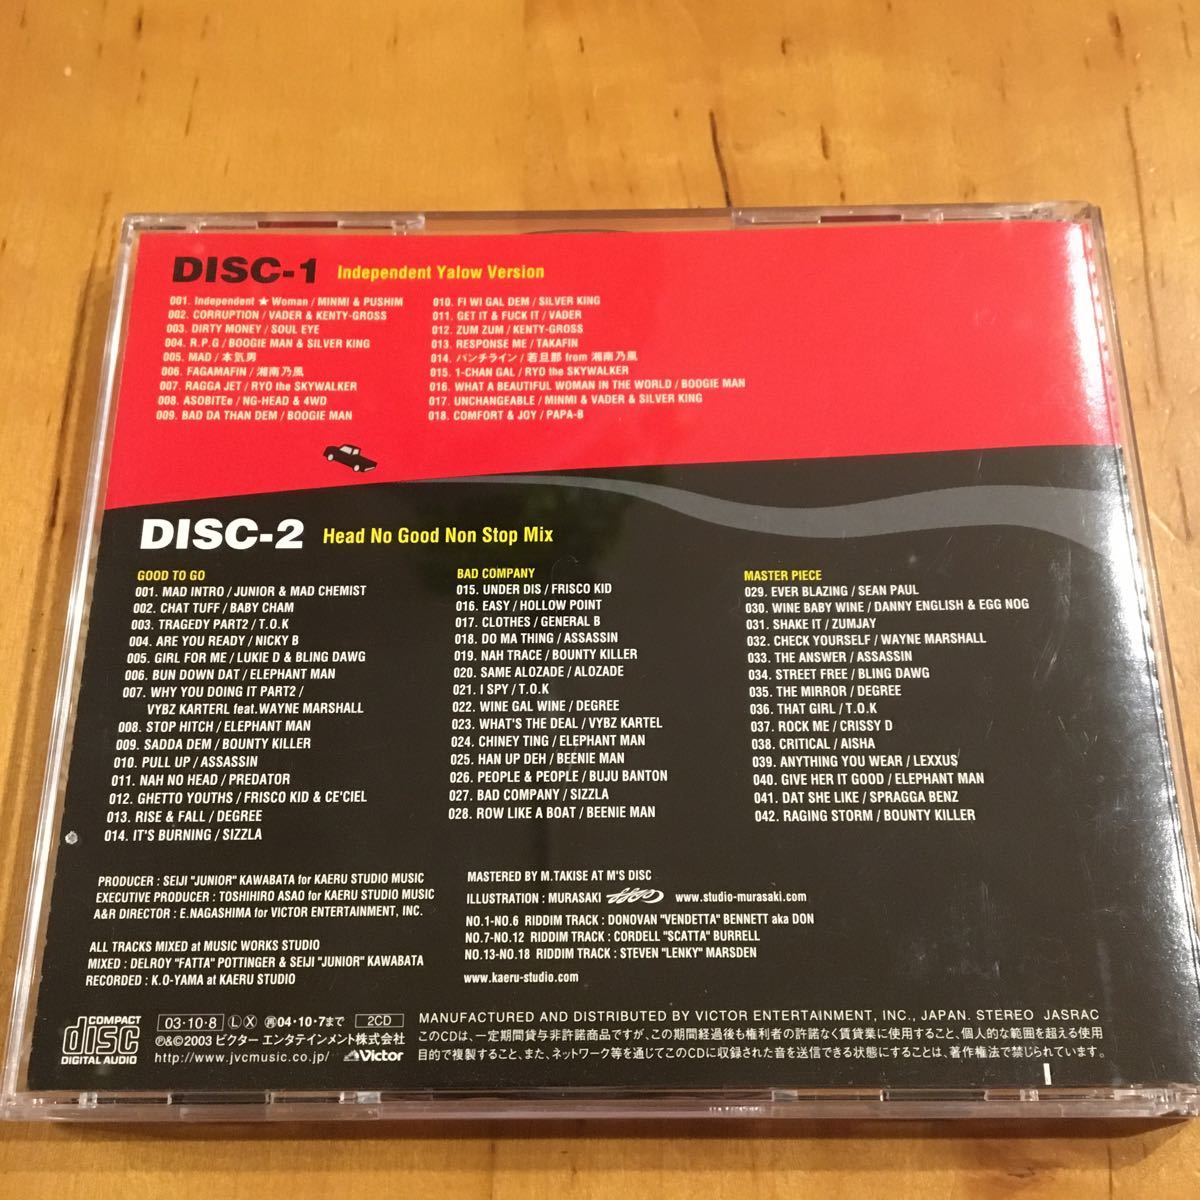 DISC-1 Independent Yalow Version
001. Independent ★ Woman / MINMI & PUSHIM
002. CORRUPTION / VADER & KENTY-GROSS
003. DIRTY MONEY / SOUL EYE
004. R.P.G / BOOGIE MAN & SILVER KING
005. MAD / 本気男
006. FAGAMAFIN / 湘南乃風
007. RAGGA JET / RYO the SKYWALKER
008. ASOBITEe / NG-HEAD & 4WD
009. BAD DA THAN DEM / BOOGIE MAN
010. FI WI GAL DEM / SILVER KING
011. GET IT & FUCK IT / VADER
012. ZUM ZUM / KENTY-GROSS
013. RESPONSE ME / TAKAFIN
014. パンチライン / 若旦那 from 湘南乃風
015. 1-CHAN GAL / RYO the SKYWALKER
016. WHAT A BEAUTIFUL WOMAN IN THE WORLD / BOOGIE MAN
017. UNCHANGEABLE / MINMI & VADER & SILVER KING
018. COMFORT & JOY / PAPA-B
DISC-2 Head No Good Non Stop Mix
GOOD TO GO
001. MAD INTRO / JUNIOR & MAD CHEMIST
002. CHAT TUFF / BABY CHAM
003. TRAGEDY PART2 / T.O.K
004. ARE YOU READY / NICKY B
005. GIRL FOR ME / LUKIE D & BLING DAWG
006. BUN DOWN DAT / ELEPHANT MAN
007. WHY YOU DOING IT PART2 /
VYBZ KARTERL feat.WAYNE MARSHALL
008. STOP HITCH / ELEPHANT MAN
009. SADDA DEM / BOUNTY KILLER
010. PULL UP / ASSASSIN
011. NAH NO HEAD / PREDATOR
012. GHETTO YOUTHS / FRISCO KID & CE'CIEL
013. RISE & FALL / DEGREE
014. IT'S BURNING / SIZZLA
BAD COMPANY
015. UNDER DIS / FRISCO KID
016. EASY / HOLLOW POINT
017. CLOTHES / GENERAL B
018. DO MA THING / ASSASSIN
019. NAH TRACE / BOUNTY KILLER
020. SAME ALOZADE / ALOZADE
021. I SPY / T.O.K
022. WINE GAL WINE / DEGREE
023. WHAT'S THE DEAL / VYBZ KARTEL
024. CHINEY TING / ELEPHANT MAN
025. HAN UP DEH / BEENIE MAN
026. PEOPLE & PEOPLE / BUJU BANTON
027. BAD COMPANY / SIZZLA
028. ROW LIKE A BOAT / BEENIE MAN
MASTER PIECE
029. EVER BLAZING / SEAN PAUL
030. WINE BABY WINE / DANNY ENGLISH & EGG NOG
031. SHAKE IT / ZUMJAY
032. CHECK YOURSELF / WAYNE MARSHALL
033. THE ANSWER / ASSASSIN
034. STREET FREE / BLING DAWG
035. THE MIRROR / DEGREE
036. THAT GIRL / T.O.K
037. ROCK ME / CRISSY D
038. CRITICAL / AISHA
039. ANYTHING YOU WEAR / LEXXUS
040. GIVE HER IT GOOD / ELEPHANT MAN
041. DAT SHE LIKE / SPRAGGA BENZ
042. RAGING STORM / BOUNTY KILLER
PRODUCER : SEIJI "JUNIOR" KAWABATA for KAERU STUDIO MUSIC
EXECUTIVE PRODUCER : TOSHIHIRO ASAO for KAERU STUDIO MUSIC
A&R DIRECTOR : E.NAGASHIMA for VICTOR ENTERTAINMENT, INC.
ALL TRACKS MIXED at MUSIC WORKS STUDIO
MIXED : DELROY "FATTA" POTTINGER & SEIJI "JUNIOR" KAWABATA
RECORDED : K.O-YAMA at KAERU STUDIO
MASTERED BY M.TAKISE AT M'S DISC
ILLUSTRATION : MURASAKI www.studio-murasaki.com
NO.1-NO.6 RIDDIM TRACK : DONOVAN "VENDETTA" BENNETT aka DON
NO.7-NO.12 RIDDIM TRACK : CORDELL "SCATTA" BURRELL
NO.13-NO.18 RIDDIM TRACK : STEVEN "LENKY" MARSDEN
www.kaeru-studio.com
COMPACT disc DIGITAL AUDIO
03・10・8 Ⓛ Ⓧ ㊢04・10・7まで 2CD
℗&©2003 ビクター エンタテインメント株式会社
http://www.jvcmusic.co.jp/ Victor
MANUFACTURED AND DISTRIBUTED BY VICTOR ENTERTAINMENT, INC., JAPAN. STEREO JASRAC
このCDは、一定期間貸与非許諾商品ですが、この期間経過後も権利者の許諾なく賃貸業に使用すること、個人的な範囲を超える使用
目的で複製すること、また、ネットワーク等を通じてこのCDに収録された音を送信できる状態にすることは、著作権法で禁じられています。